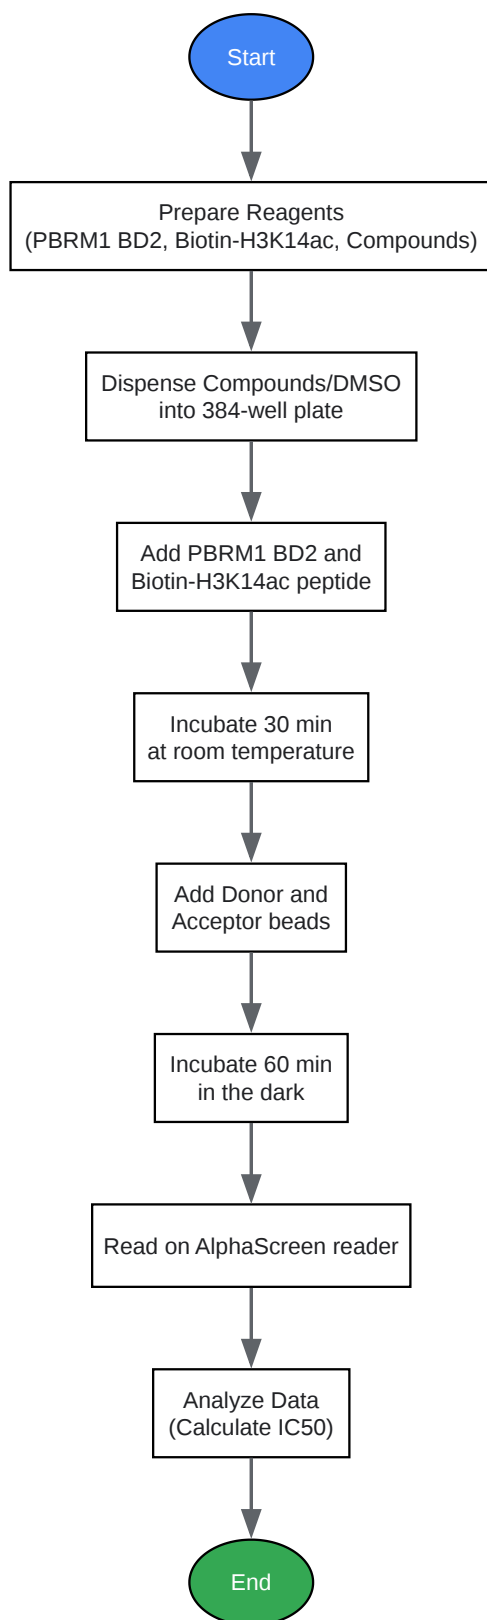 Start
Prepare Reagents
(PBRM1 BD2, Biotin-H3K14ac, Compounds)
Dispense Compounds/DMSO
into 384-well plate
Add PBRM1 BD2 and
Biotin-H3K14ac peptide
Incubate 30 min
at room temperature
Add Donor and
Acceptor beads
Incubate 60 min
in the dark
Read on AlphaScreen reader
Analyze Data
(Calculate IC50)
End